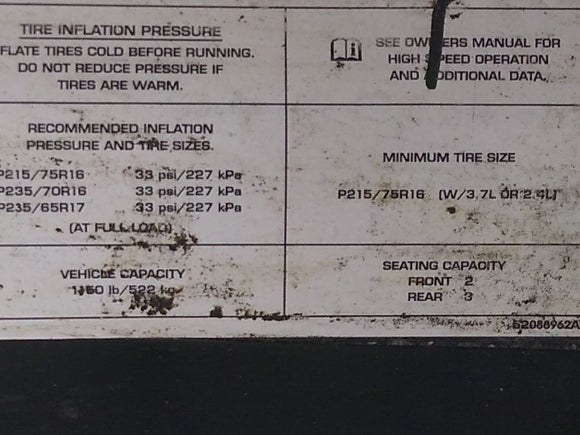 TIRE INFLATION PRESSURE
FLATE TIRES COLD BEFORE RUNNING.
DO NOT REDUCE PRESSURE IF
TIRES ARE WARM.
SEE OWNERS MANUAL FOR
HIGH SPEED OPERATION
AND ADDITIONAL DATA.
RECOMMENDED INFLATION
PRESSURE AND TIRE SIZES.
P215/75R16 33 psi/227 kPa
P235/70R16 33 psi/227 kPa
P235/65R17 33 psi/227 kPa
(AT FULL LOAD)
MINIMUM TIRE SIZE
P215/75R16 (W/3.7L OR 2.4L)
VEHICLE CAPACITY
1150 lb/522 kg
SEATING CAPACITY
FRONT 2
REAR 3
52088962A